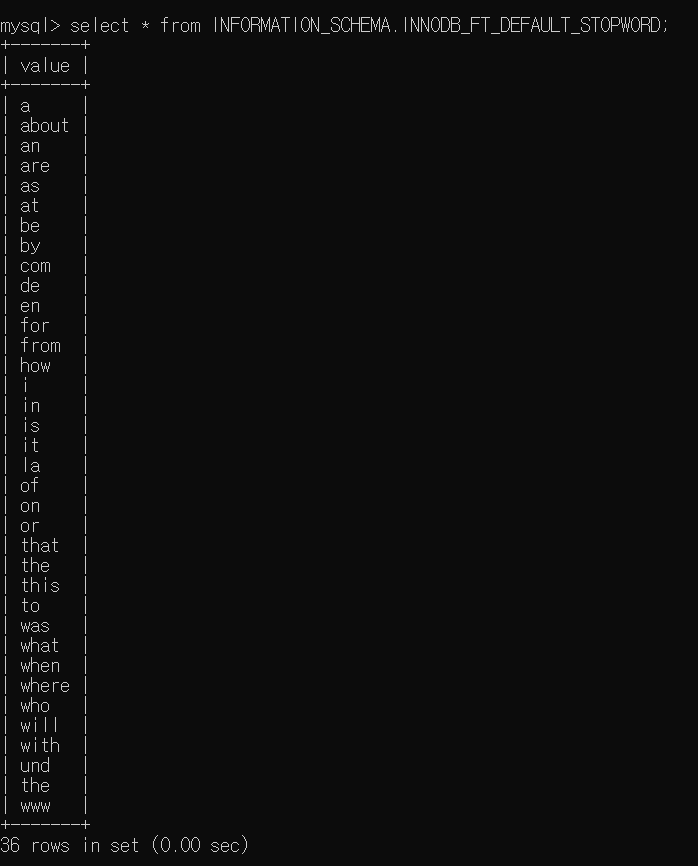 mysql> select * from INFORMATION_SCHEMA.INNODB_FT_DEFAULT_STOPWORD;
+-------+
| value |
+-------+
| a     |
| about |
| an    |
| are   |
| as    |
| at    |
| be    |
| by    |
| com   |
| de    |
| en    |
| for   |
| from  |
| how   |
| i     |
| in    |
| is    |
| it    |
| la    |
| of    |
| on    |
| or    |
| that  |
| the   |
| this  |
| to    |
| was   |
| what  |
| when  |
| where |
| who   |
| will  |
| with  |
| und   |
| the   |
| www   |
+-------+
36 rows in set (0.00 sec)